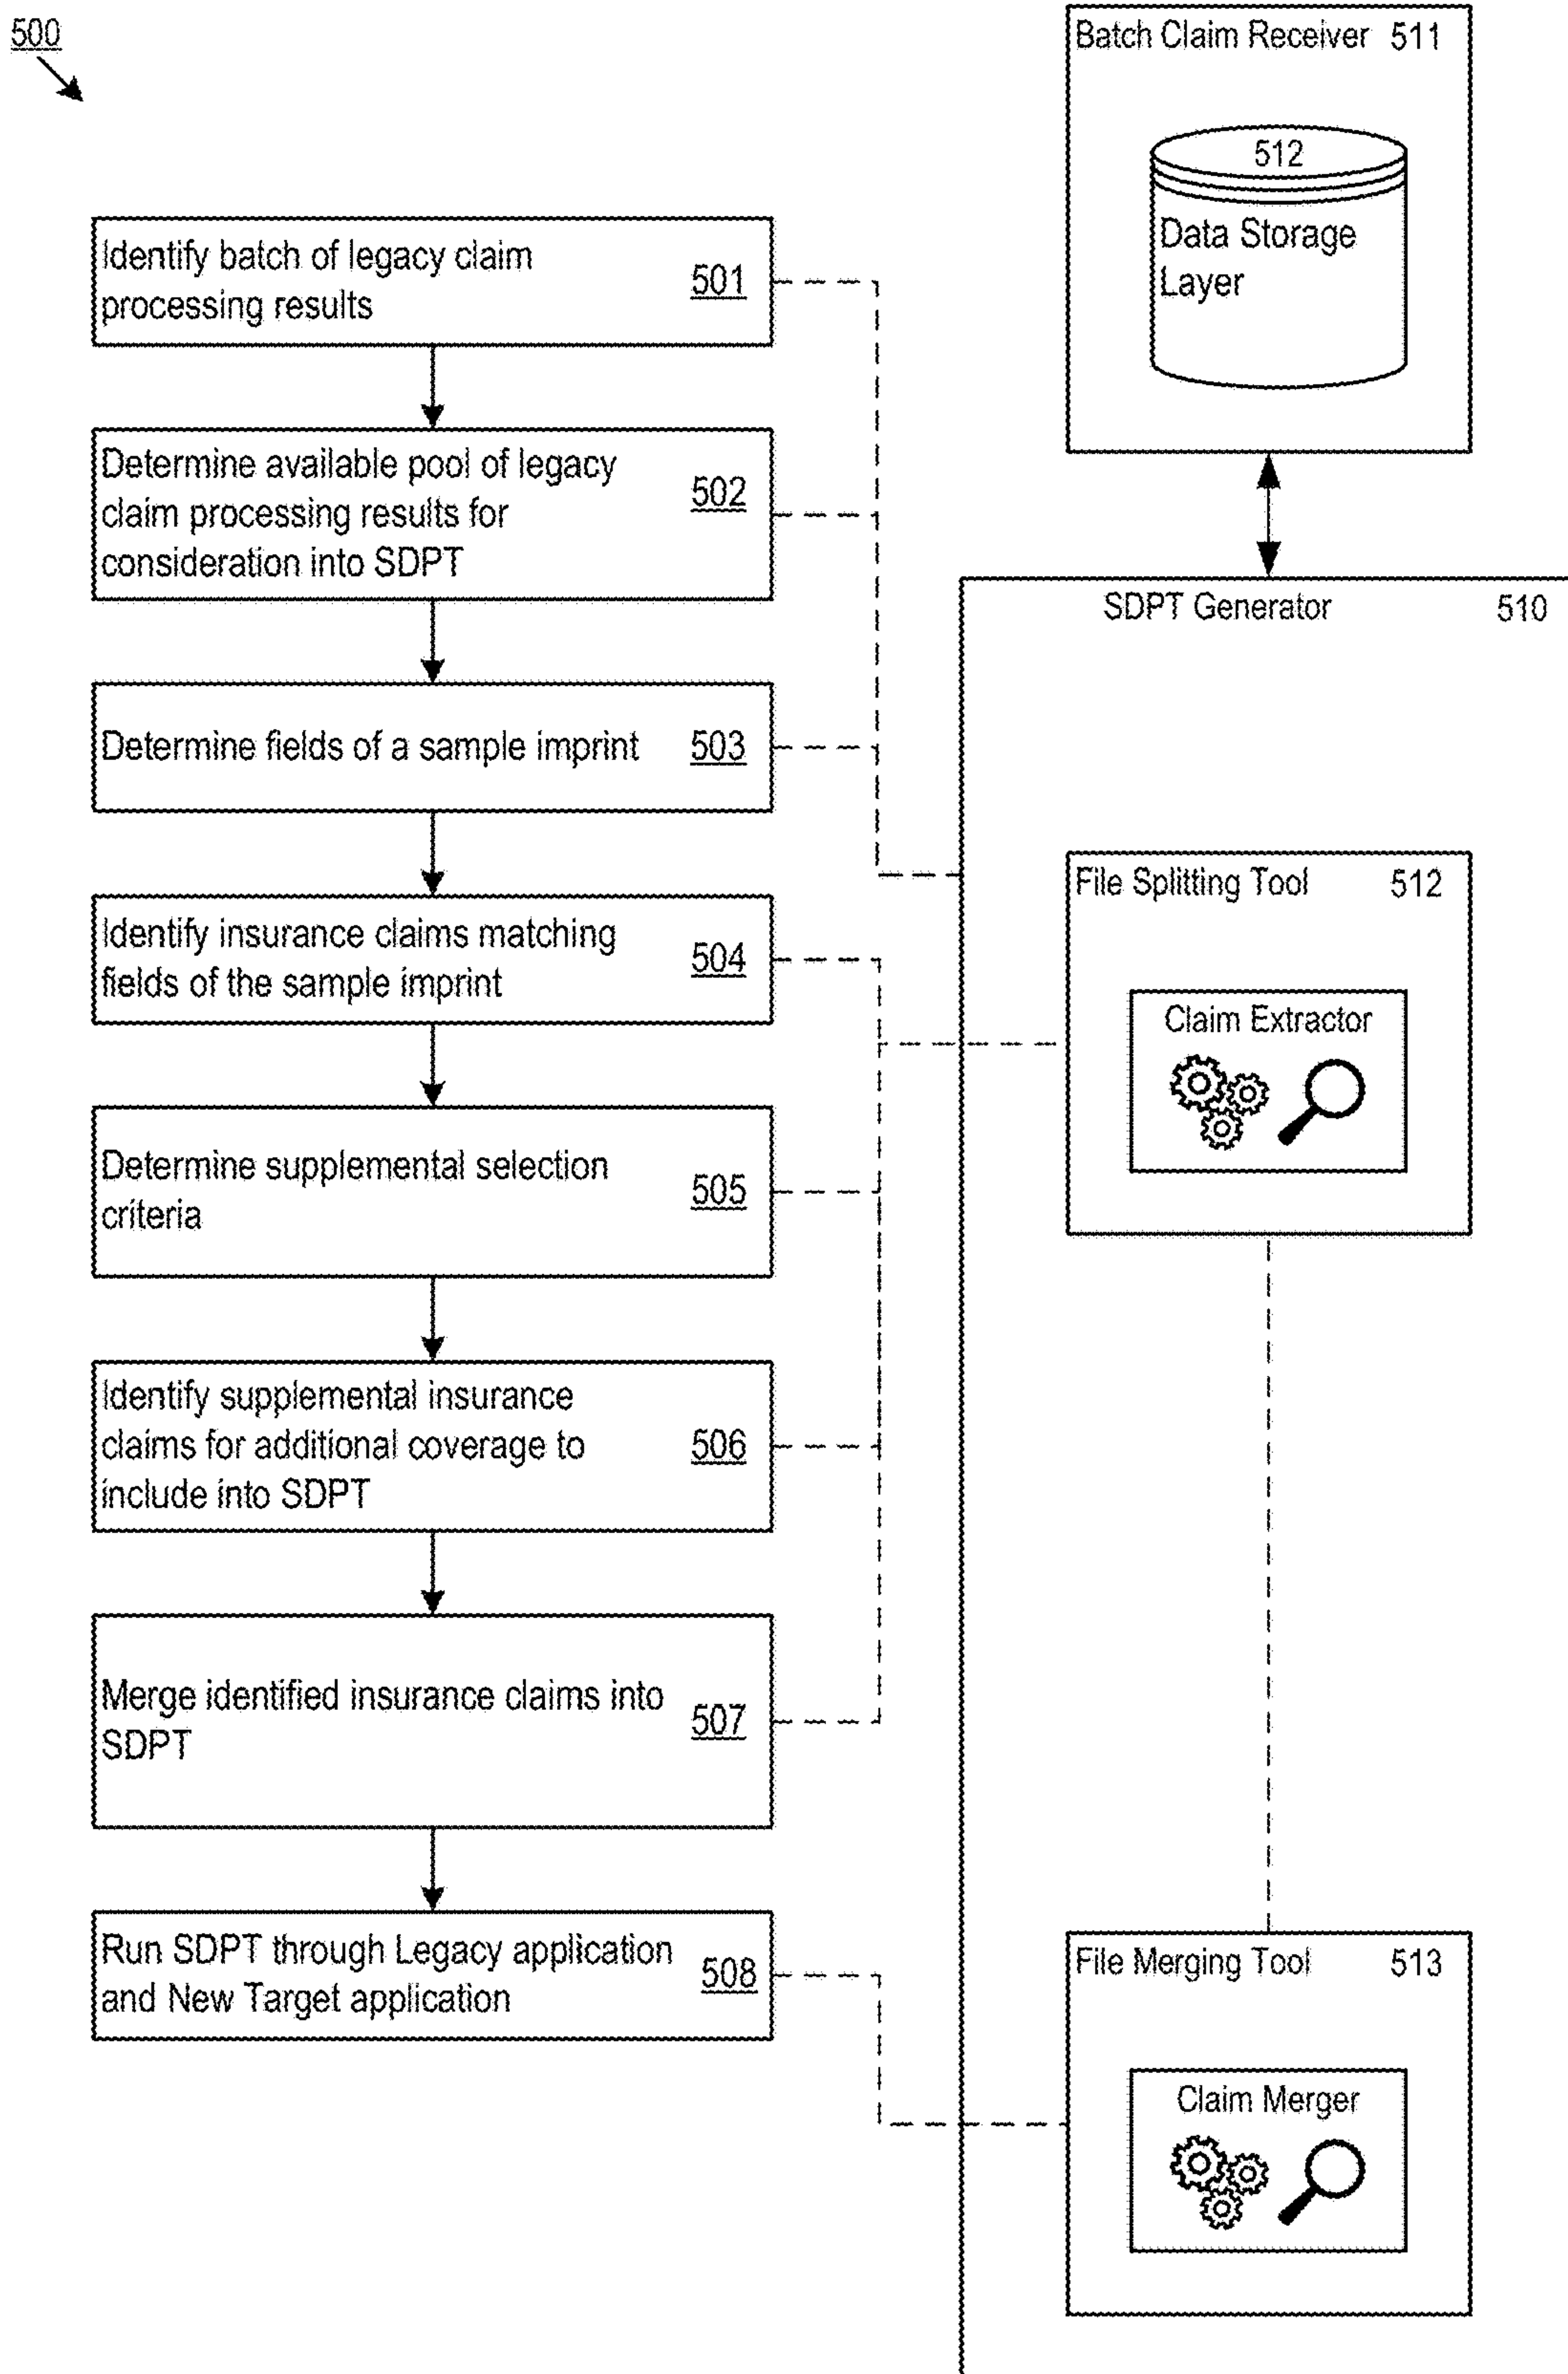 500
Identify batch of legacy claim
processing results
501
Determine available pool of legacy
claim processing results for
consideration into SDPT
502
Determine fields of a sample imprint
503
Identify insurance claims matching
fields of the sample imprint
504
Determine supplemental selection
criteria
505
Identify supplemental insurance
claims for additional coverage to
include into SDPT
506
Merge identified insurance claims into
SDPT
507
Run SDPT through Legacy application
and New Target application
508
Batch Claim Receiver 511
512
Data Storage
Layer
SDPT Generator 510
File Splitting Tool 512
Claim Extractor
File Merging Tool 513
Claim Merger